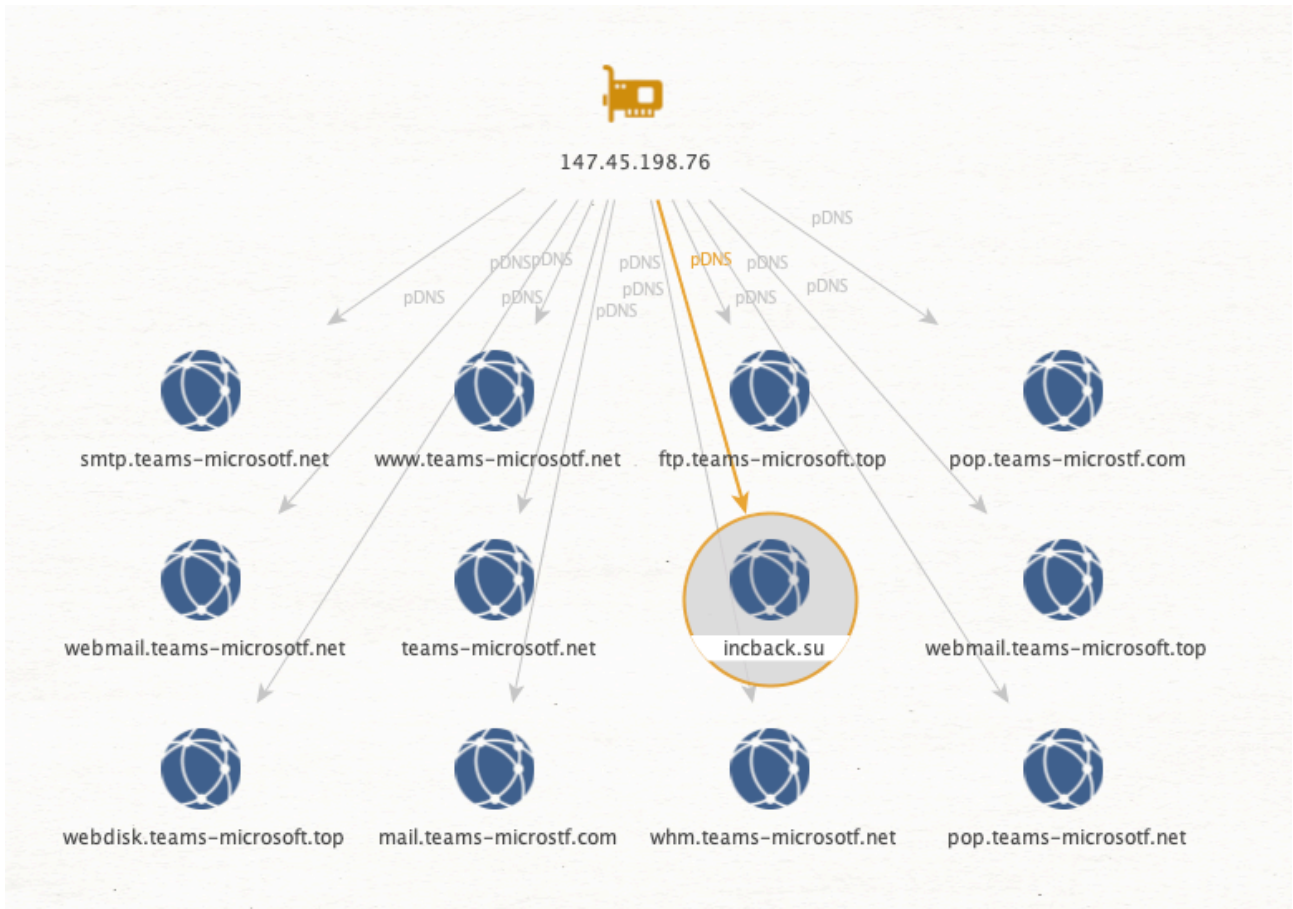 147.45.198.76
pDNS
pDNS
pDNS
pDNS
pDNS
pDNS
pDNS
pDNS
pDNS
pDNS
pDNS
pDNS
smtp.teams-microsotf.net
www.teams-microsotf.net
ftp.teams-microsoft.top
pop.teams-microstf.com
webmail.teams-microsotf.net
teams-microsotf.net
incback.su
webmail.teams-microsoft.top
webdisk.teams-microsoft.top
mail.teams-microstf.com
whm.teams-microsotf.net
pop.teams-microsotf.net